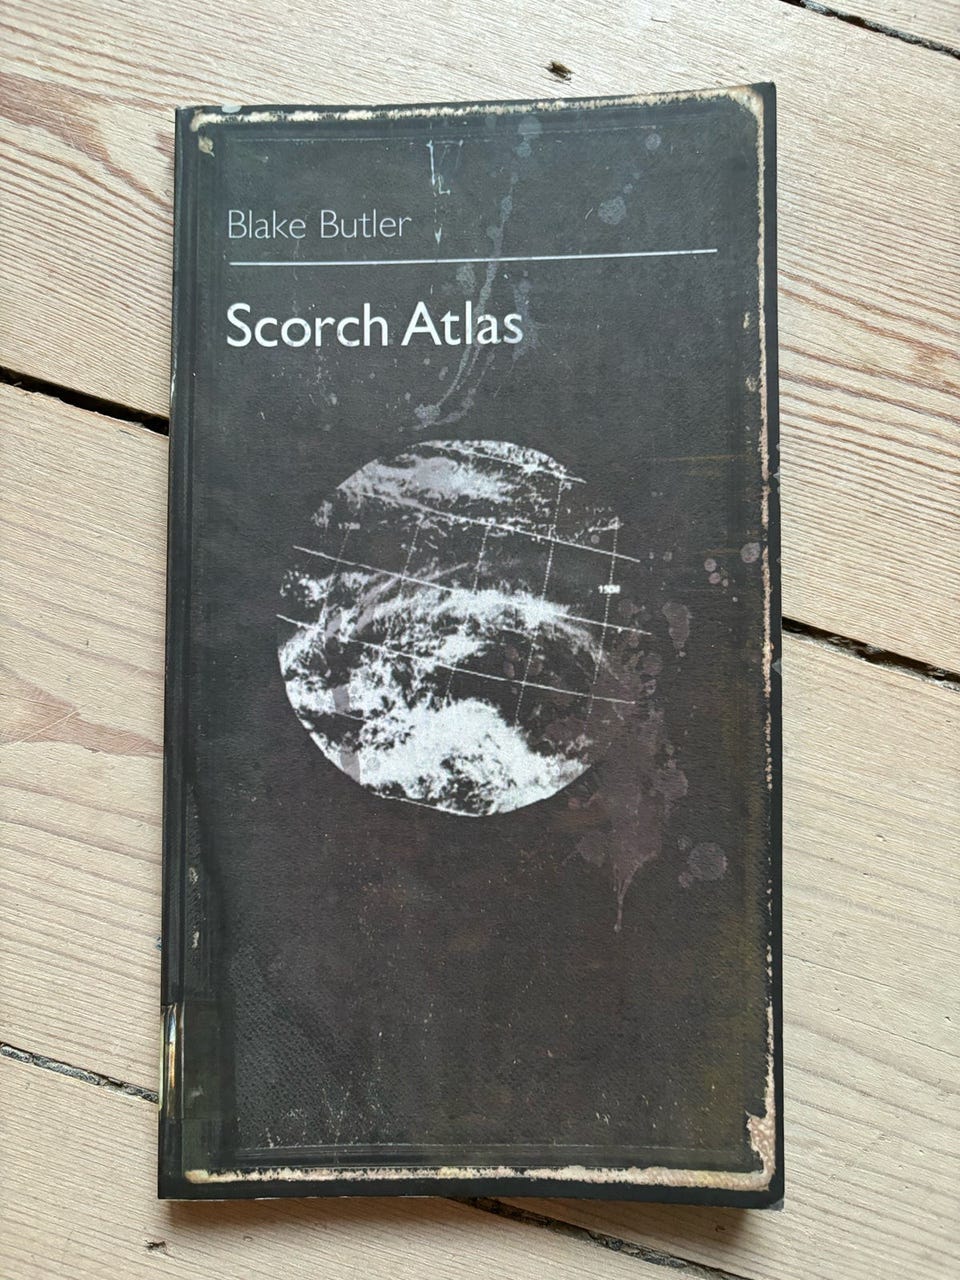 Blake Butler
Scorch Atlas